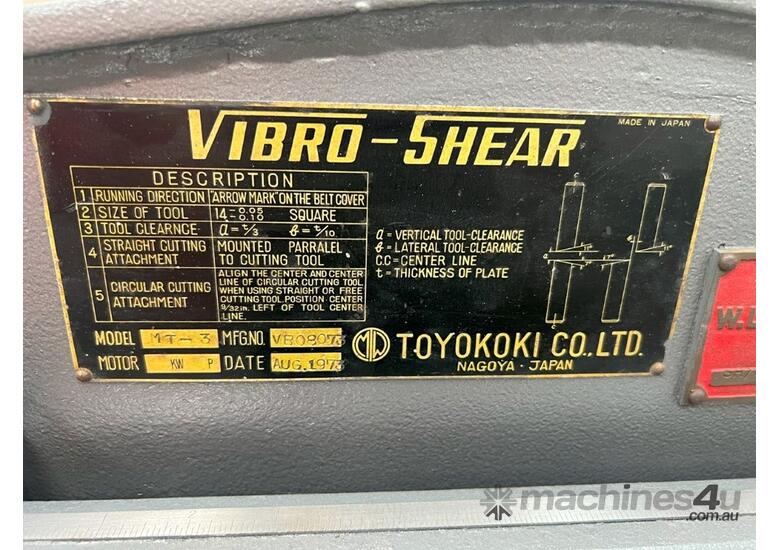 VIBRO-SHEAR
MADE IN JAPAN
DESCRIPTION
1 RUNNING DIRECTION "ARROW MARK" ON THE BELT COVER
2 SIZE OF TOOL 14-0.05 0.10 SQUARE
3 TOOL CLEARNCE a=t/3 b=t/10
4 STRAIGHT CUTTING ATTACHMENT MOUNTED PARRALEL TO CUTTING TOOL
5 CIRCULAR CUTTING ATTACHMENT ALIGN THE CENTER AND CENTER
LINE OF CIRCULAR CUTTING TOOL
WHEN USING STRAIGHT OR FREE
CUTTING TOOL.POSITION CENTER
9/32in. LEFT OF TOOL CENTER
LINE.
a=VERTICAL TOOL-CLEARANCE
b=LATERAL TOOL-CLEARANCE
C.C=CENTER LINE
t=THICKNESS OF PLATE
MODEL MT-3 MFG.NO. VB08073
MOTOR KW P DATE AUG.1973
TOYOKOKI CO.,LTD.
NAGOYA·JAPAN
machines4u
.com.au